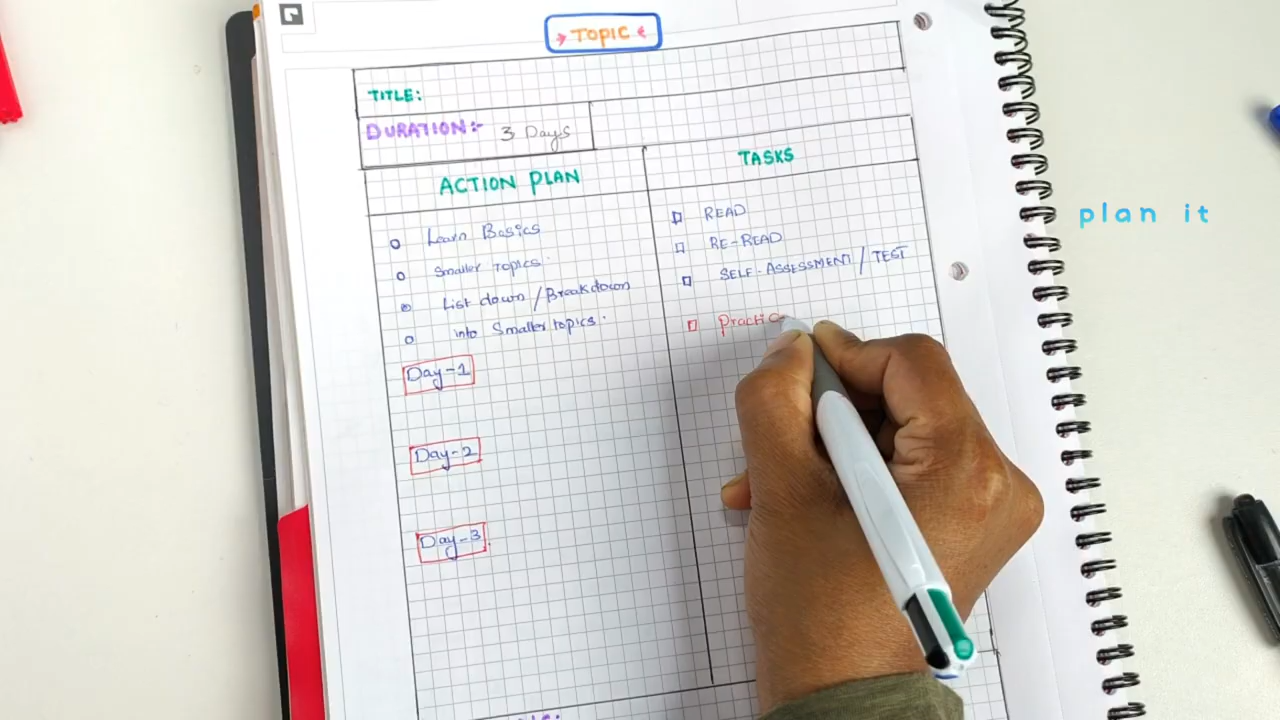 TOPIC
TITLE:
DURATION:- 3 Days
ACTION PLAN
Learn Basics
Smaller Topics.
List down / Breakdown
into Smaller topics.
Day-1
Day-2
Day-3
TASKS
READ
RE-READ
SELF-ASSESSMENT / TEST
Practic
plan it